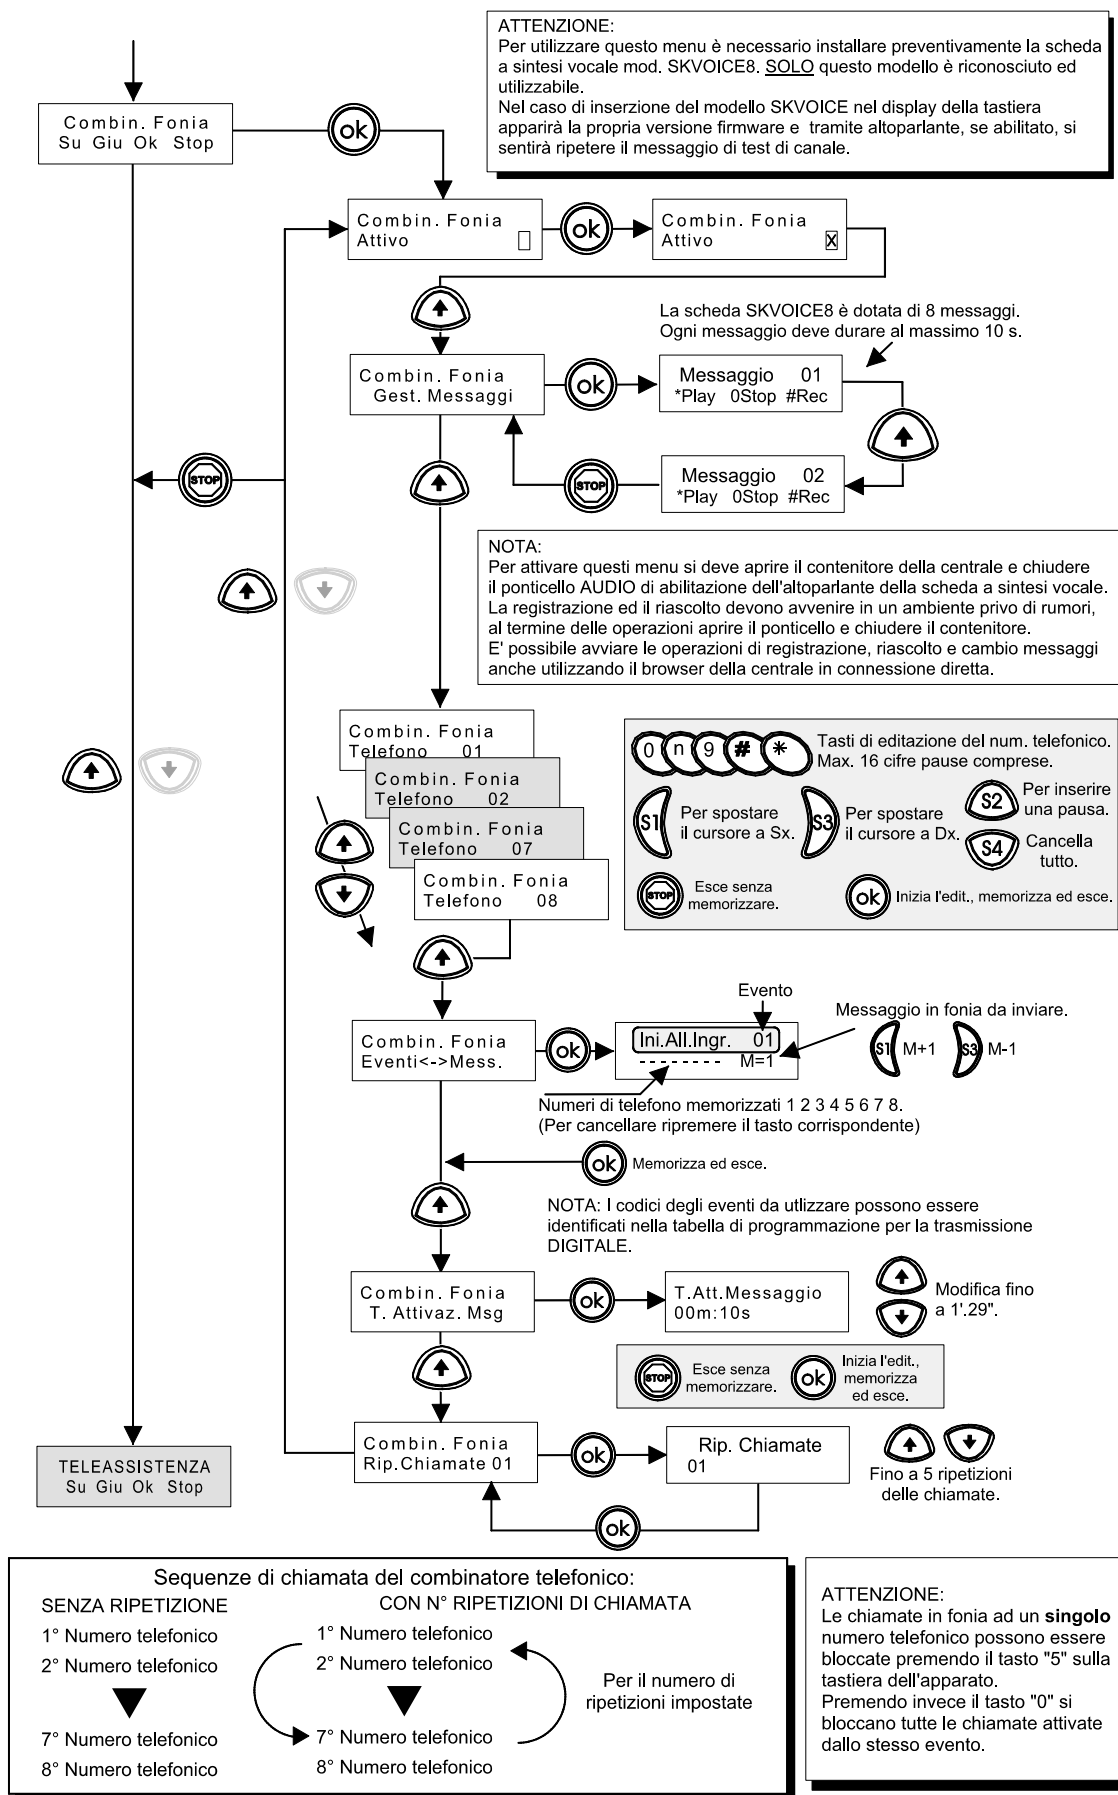 ATTENZIONE:
Per utilizzare questo menu è necessario installare preventivamente la scheda
a sintesi vocale mod. SKVOICE8. SOLO questo modello è riconosciuto ed
utilizzabile.
Nel caso di inserzione del modello SKVOICE nel display della tastiera
apparirà la propria versione firmware e tramite altoparlante, se abilitato, si
sentirà ripetere il messaggio di test di canale.
Combin. Fonia
Su Giu Ok Stop
ok
Combin. Fonia
Attivo
ok
Combin. Fonia
Attivo X
La scheda SKVOICE8 è dotata di 8 messaggi.
Ogni messaggio deve durare al massimo 10 s.
Combin. Fonia
Gest. Messaggi
ok
Messaggio 01
*Play 0Stop #Rec
STOP
STOP
Messaggio 02
*Play 0Stop #Rec
NOTA:
Per attivare questi menu si deve aprire il contenitore della centrale e chiudere
il ponticello AUDIO di abilitazione dell'altoparlante della scheda a sintesi vocale.
La registrazione ed il riascolto devono avvenire in un ambiente privo di rumori,
al termine delle operazioni aprire il ponticello e chiudere il contenitore.
E' possibile avviare le operazioni di registrazione, riascolto e cambio messaggi
anche utilizzando il browser della centrale in connessione diretta.
Combin. Fonia
Telefono 01
Combin. Fonia
Telefono 02
Combin. Fonia
Telefono 07
Combin. Fonia
Telefono 08
0 n 9 # *
Tasti di editazione del num. telefonico.
Max. 16 cifre pause comprese.
S1
Per spostare
il cursore a Sx.
S3
Per spostare
il cursore a Dx.
S2
Per inserire
una pausa.
S4
Cancella
tutto.
STOP
Esce senza
memorizzare.
ok
Inizia l'edit., memorizza ed esce.
Evento
Messaggio in fonia da inviare.
Combin. Fonia
Eventi<->Mess.
ok
Ini.All.Ingr. 01
- - - - - - - - M=1
S1 M+1
S3 M-1
Numeri di telefono memorizzati 1 2 3 4 5 6 7 8.
(Per cancellare ripremere il tasto corrispondente)
ok
Memorizza ed esce.
NOTA: I codici degli eventi da utlizzare possono essere
identificati nella tabella di programmazione per la trasmissione
DIGITALE.
Combin. Fonia
T. Attivaz. Msg
ok
T.Att.Messaggio
00m:10s
Modifica fino
a 1'.29".
STOP
Esce senza
memorizzare.
ok
Inizia l'edit.,
memorizza
ed esce.
Combin. Fonia
Rip.Chiamate 01
ok
Rip. Chiamate
01
Fino a 5 ripetizioni
delle chiamate.
ok
TELEASSISTENZA
Su Giu Ok Stop
Sequenze di chiamata del combinatore telefonico:
SENZA RIPETIZIONE
1° Numero telefonico
2° Numero telefonico
7° Numero telefonico
8° Numero telefonico
CON N° RIPETIZIONI DI CHIAMATA
1° Numero telefonico
2° Numero telefonico
7° Numero telefonico
8° Numero telefonico
Per il numero di
ripetizioni impostate
ATTENZIONE:
Le chiamate in fonia ad un singolo
numero telefonico possono essere
bloccate premendo il tasto "5" sulla
tastiera dell'apparato.
Premendo invece il tasto "0" si
bloccano tutte le chiamate attivate
dallo stesso evento.